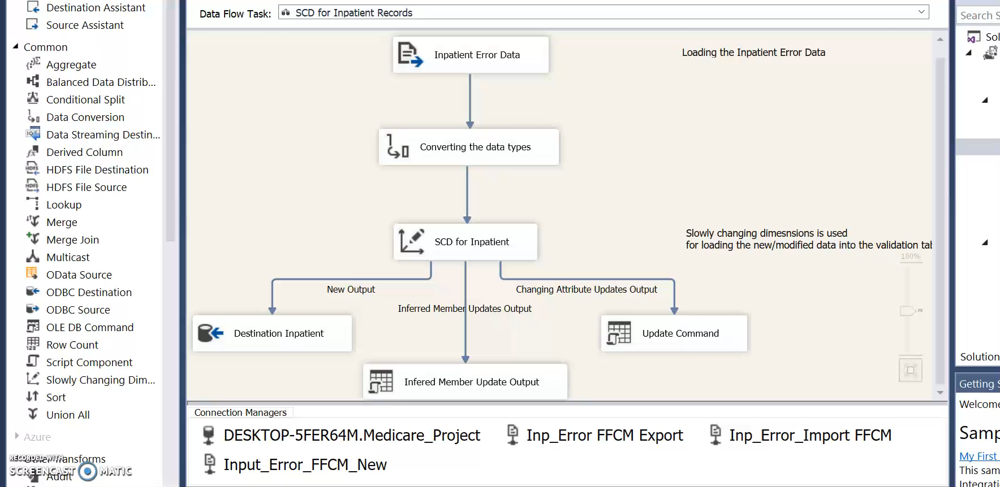 Destination Assistant
Source Assistant
Common
Aggregate
Balanced Data Distrib...
Conditional Split
Data Conversion
Data Streaming Destin...
Derived Column
HDFS File Destination
HDFS File Source
Lookup
Merge
Merge Join
Multicast
OData Source
ODBC Destination
ODBC Source
OLE DB Command
Row Count
Script Component
Slowly Changing Dim...
Sort
Union All
Azure
Other Transforms
Audit
RECORDED WITH
SCREENCAST MATIC
Data Flow Task:
SCD for Inpatient Records
Inpatient Error Data
Loading the Inpatient Error Data
Converting the data types
SCD for Inpatient
Slowly changing dimesnsions is used
for loading the new/modified data into the validation tab
100%
New Output
Changing Attribute Updates Output
Inferred Member Updates Output
Destination Inpatient
Update Command
Infered Member Update Output
Connection Managers
DESKTOP-5FER64M.Medicare_Project
Inp_Error FFCM Export
Inp_Error_Import FFCM
Input_Error_FFCM_New
Search S
Sol
Solution
Getting S
Welcome
Samp
My First
This sam
Integrati